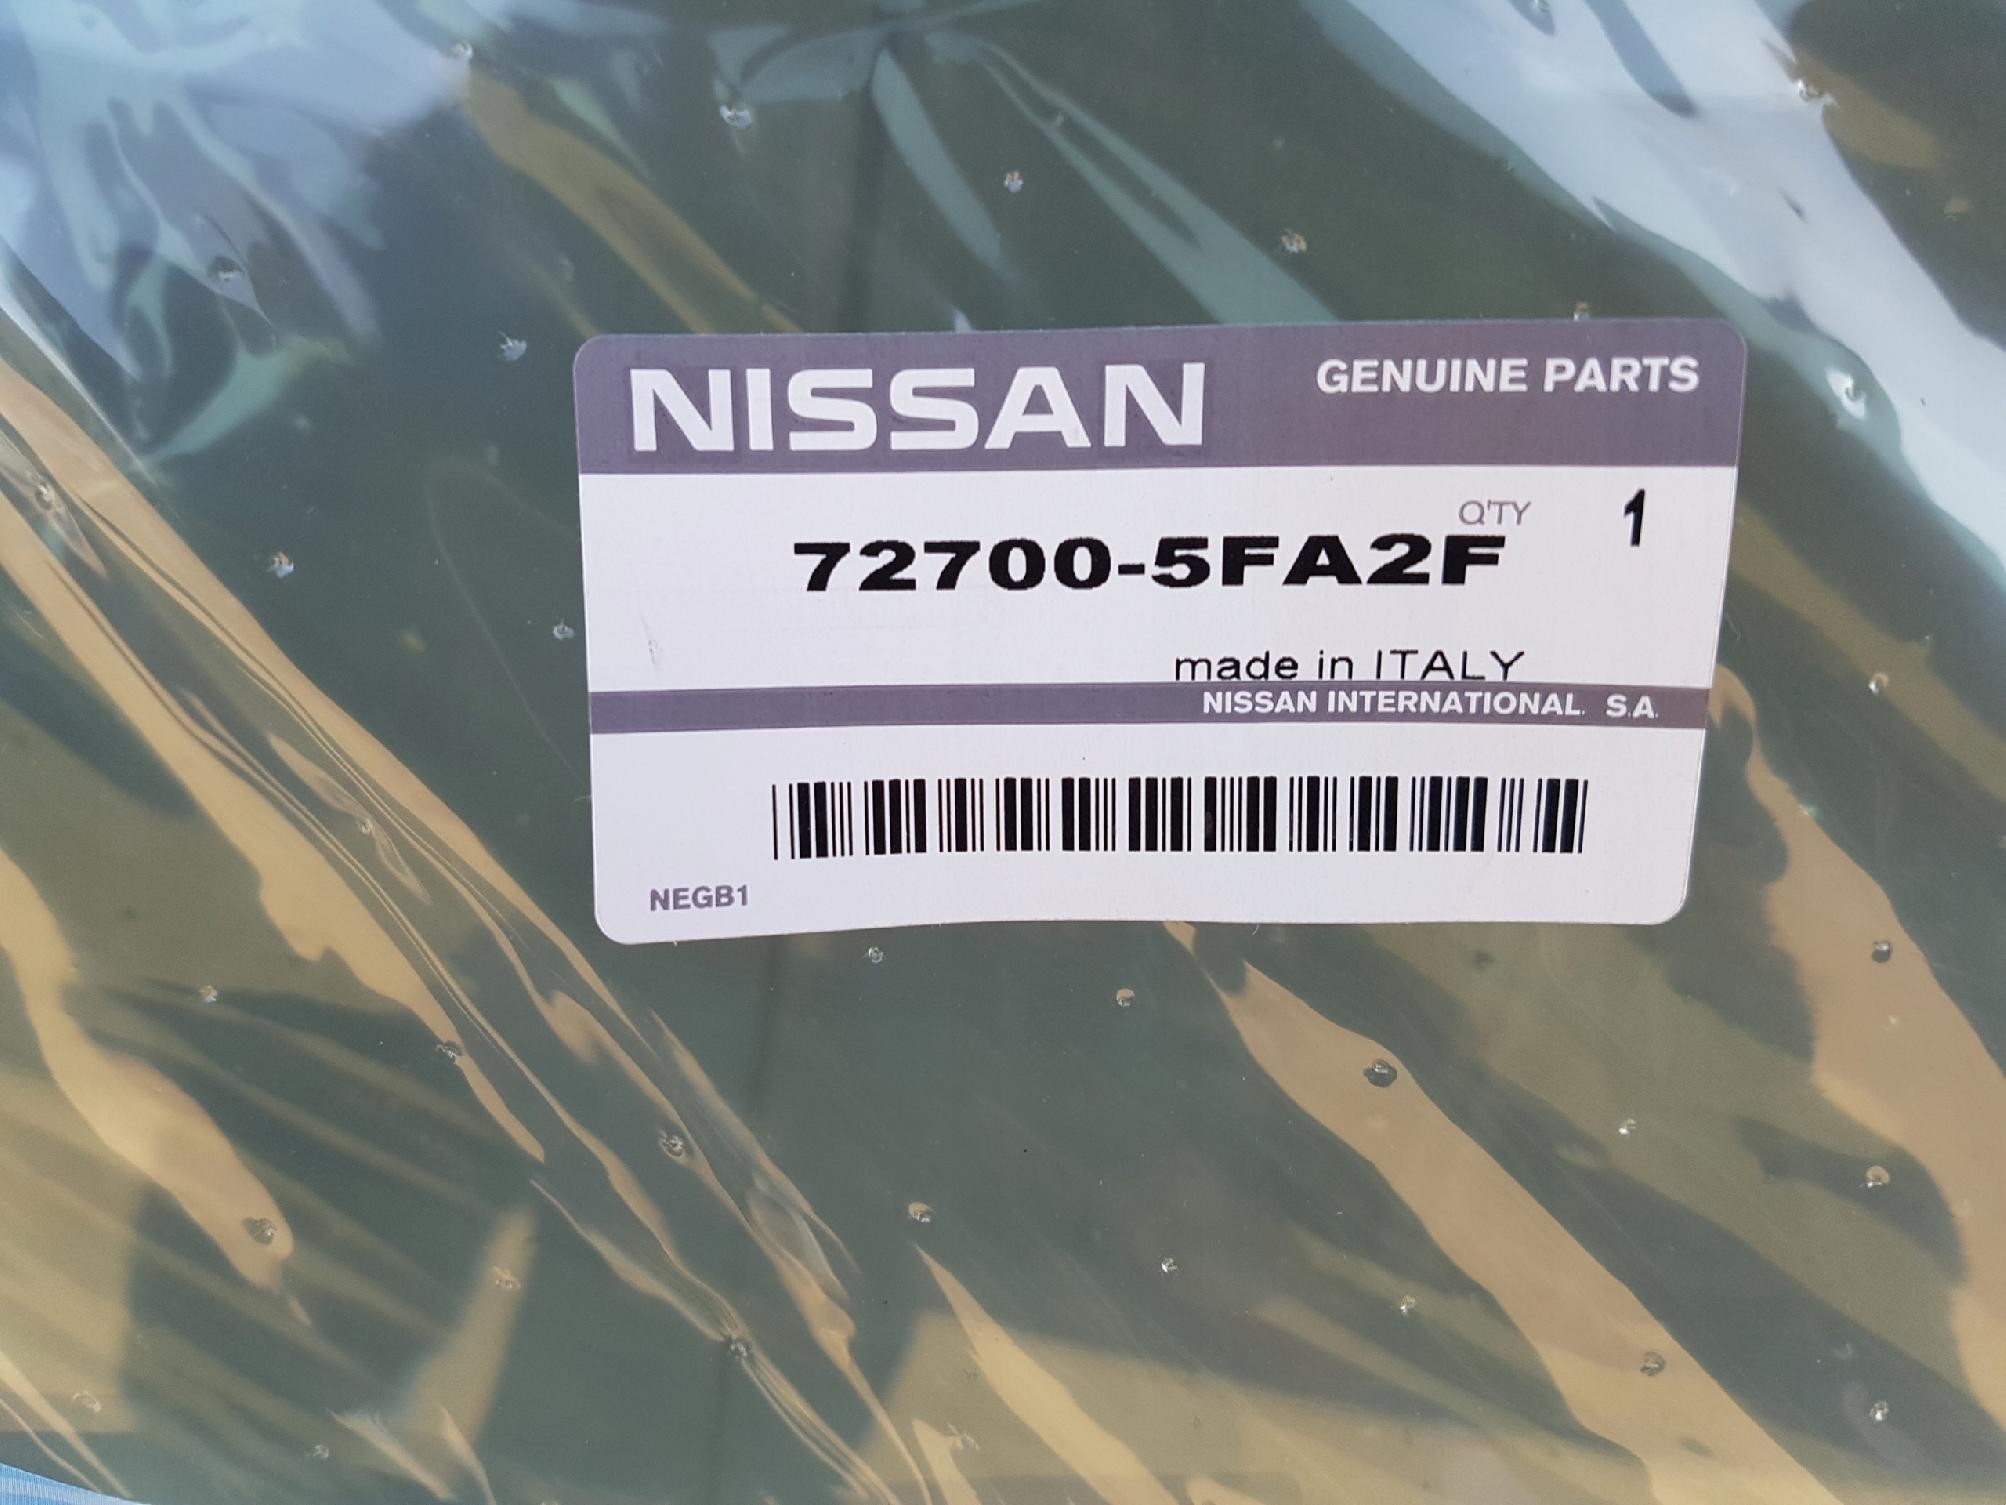 NISSAN GENUINE PARTS
Q'TY 1
72700-5FA2F
made in ITALY
NISSAN INTERNATIONAL. S.A.
NEGB1